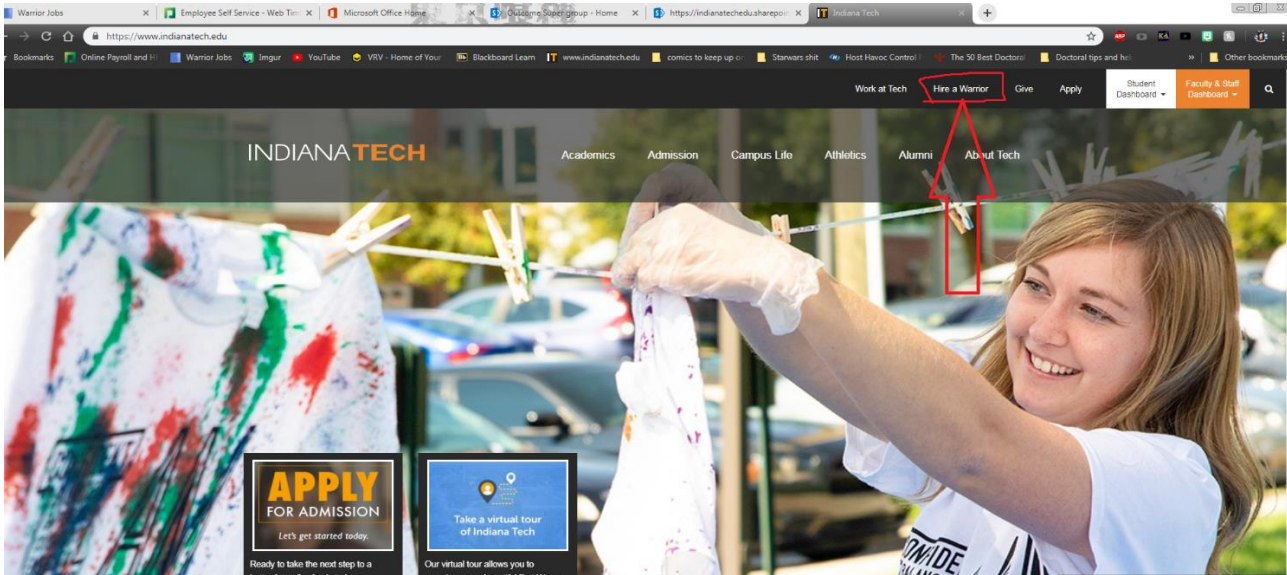 Warrior Jobs
Employee Self Service - Web Tim
Microsoft Office Home
Outcome Super group - Home
https://indianatechedu.sharepoin
Indiana Tech
https://www.indianatech.edu
Bookmarks
Online Payroll and H
Warrior Jobs
Imgur
YouTube
VRV - Home of Your
Blackboard Learn
www.indianatech.edu
comics to keep up o
Starwars shit
Host Havoc Control
The 50 Best Doctoral
Doctoral tips and hel
Other bookmarks
Work at Tech
Hire a Warrior
Give
Apply
Student Dashboard
Faculty & Staff Dashboard
INDIANA TECH
Academics
Admission
Campus Life
Athletics
Alumni
About Tech
APPLY
FOR ADMISSION
Let's get started today.
Take a virtual tour
of Indiana Tech
Ready to take the next step to a
Our virtual tour allows you to